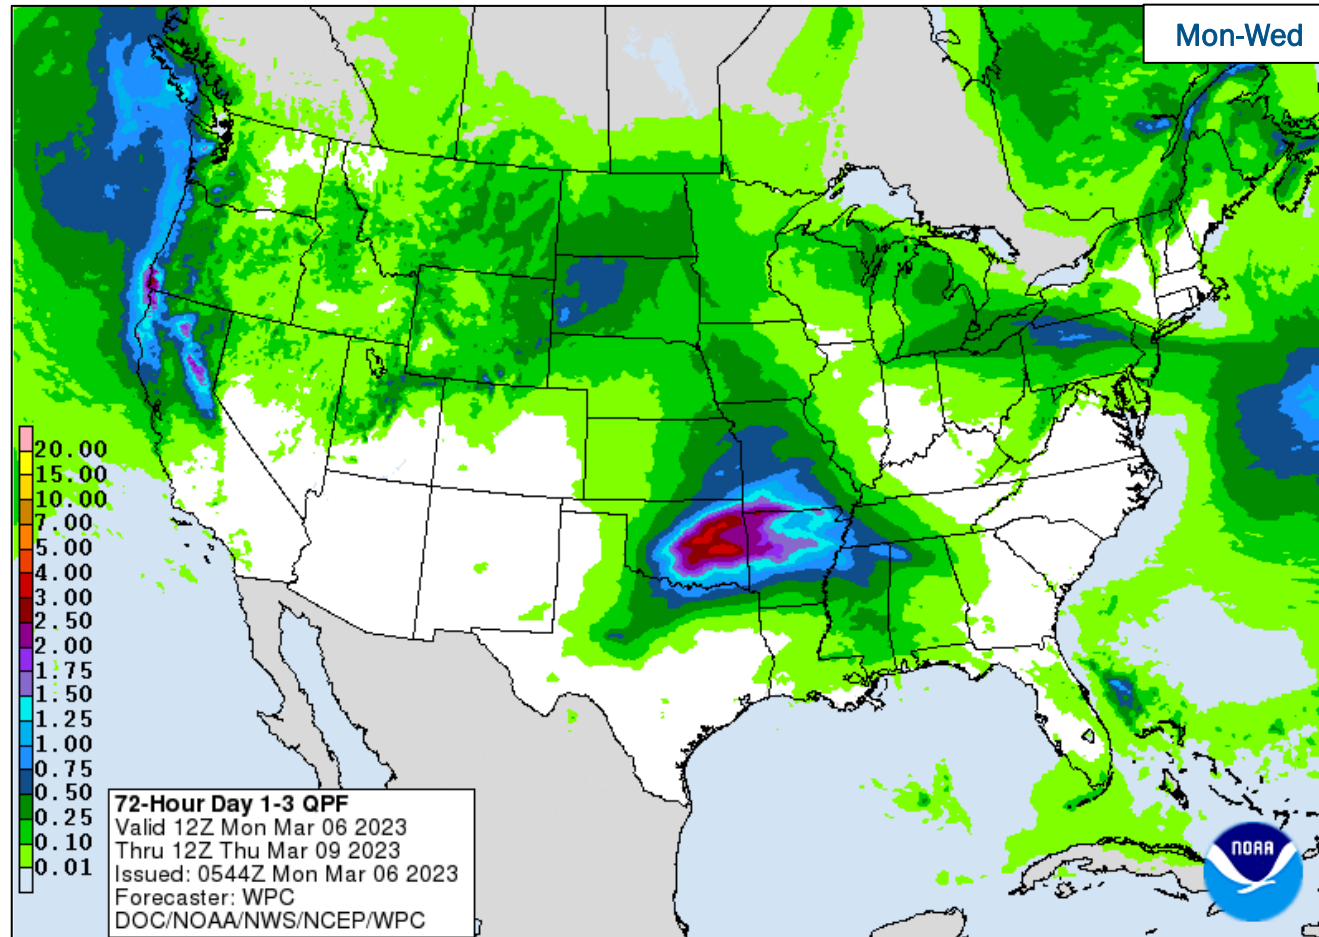 Mon-Wed
20.00
15.00
10.00
7.00
5.00
4.00
3.00
2.50
2.00
1.75
1.50
1.25
1.00
0.75
0.50
0.25
0.10
0.01
72-Hour Day 1-3 QPF
Valid 12Z Mon Mar 06 2023
Thru 12Z Thu Mar 09 2023
Issued: 0544Z Mon Mar 06 2023
Forecaster: WPC
DOC/NOAA/NWS/NCEP/WPC
NOAA